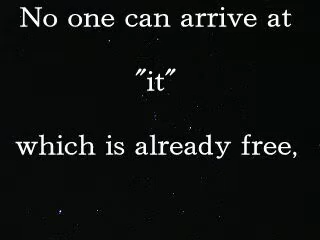 No one can arrive at
"it"
which is already free,